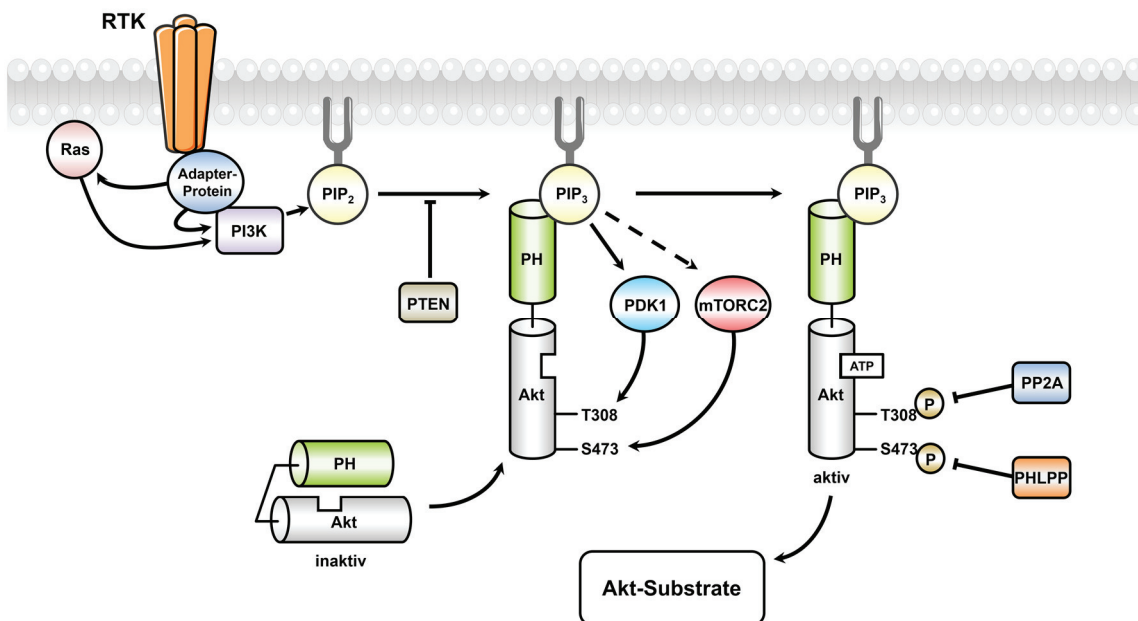 RTK
Ras
Adapter-
Protein
PI3K
PIP2
PIP3
PIP3
PH
PH
PTEN
PDK1
mTORC2
Akt
ATP
Akt
T308
S473
T308
P
S473
P
PP2A
PHLPP
aktiv
PH
Akt
inaktiv
Akt-Substrate